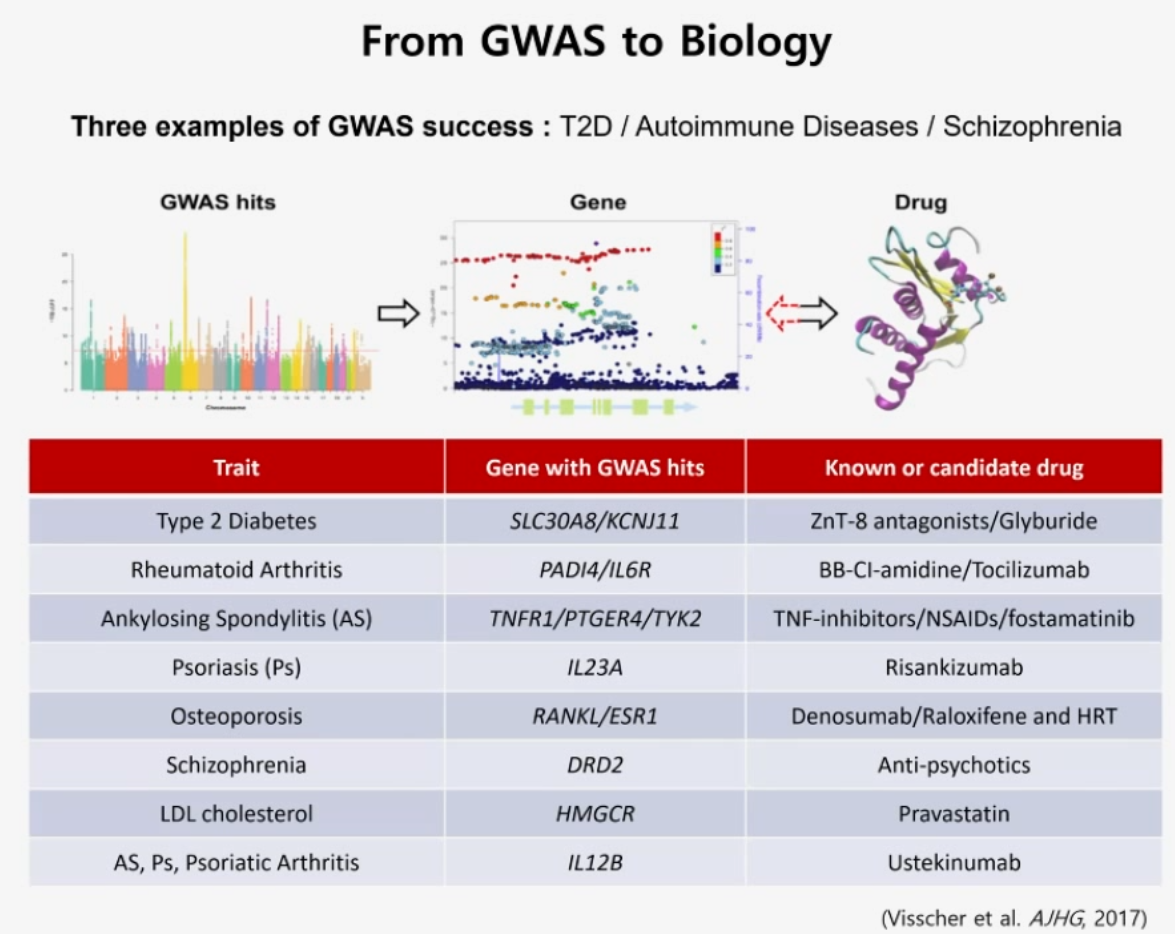 From GWAS to Biology
Three examples of GWAS success : T2D / Autoimmune Diseases / Schizophrenia
GWAS hits
Gene
Drug
Chromosome
Trait
Gene with GWAS hits
Known or candidate drug
Type 2 Diabetes
SLC30A8/KCNJ11
ZnT-8 antagonists/Glyburide
Rheumatoid Arthritis
PADI4/IL6R
BB-Cl-amidine/Tocilizumab
Ankylosing Spondylitis (AS)
TNFR1/PTGER4/TYK2
TNF-inhibitors/NSAIDs/fostamatinib
Psoriasis (Ps)
IL23A
Risankizumab
Osteoporosis
RANKL/ESR1
Denosumab/Raloxifene and HRT
Schizophrenia
DRD2
Anti-psychotics
LDL cholesterol
HMGCR
Pravastatin
AS, Ps, Psoriatic Arthritis
IL12B
Ustekinumab
(Visscher et al. AJHG, 2017)